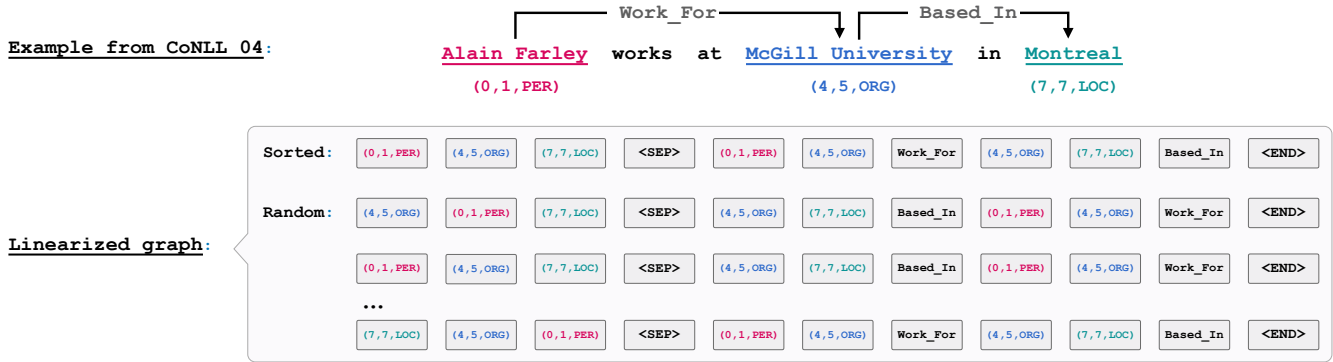 Work_For Based_In
Example from CoNLL 04: Alain Farley works at McGill University in Montreal
(0,1,PER) (4,5,ORG) (7,7,LOC)
Sorted: (0,1,PER) (4,5,ORG) (7,7,LOC) <SEP> (0,1,PER) (4,5,ORG) Work_For (4,5,ORG) (7,7,LOC) Based_In <END>
Random: (4,5,ORG) (0,1,PER) (7,7,LOC) <SEP> (4,5,ORG) (7,7,LOC) Based_In (0,1,PER) (4,5,ORG) Work_For <END>
Linearized graph:
(0,1,PER) (4,5,ORG) (7,7,LOC) <SEP> (4,5,ORG) (7,7,LOC) Based_In (0,1,PER) (4,5,ORG) Work_For <END>
...
(7,7,LOC) (4,5,ORG) (0,1,PER) <SEP> (0,1,PER) (4,5,ORG) Work_For (4,5,ORG) (7,7,LOC) Based_In <END>